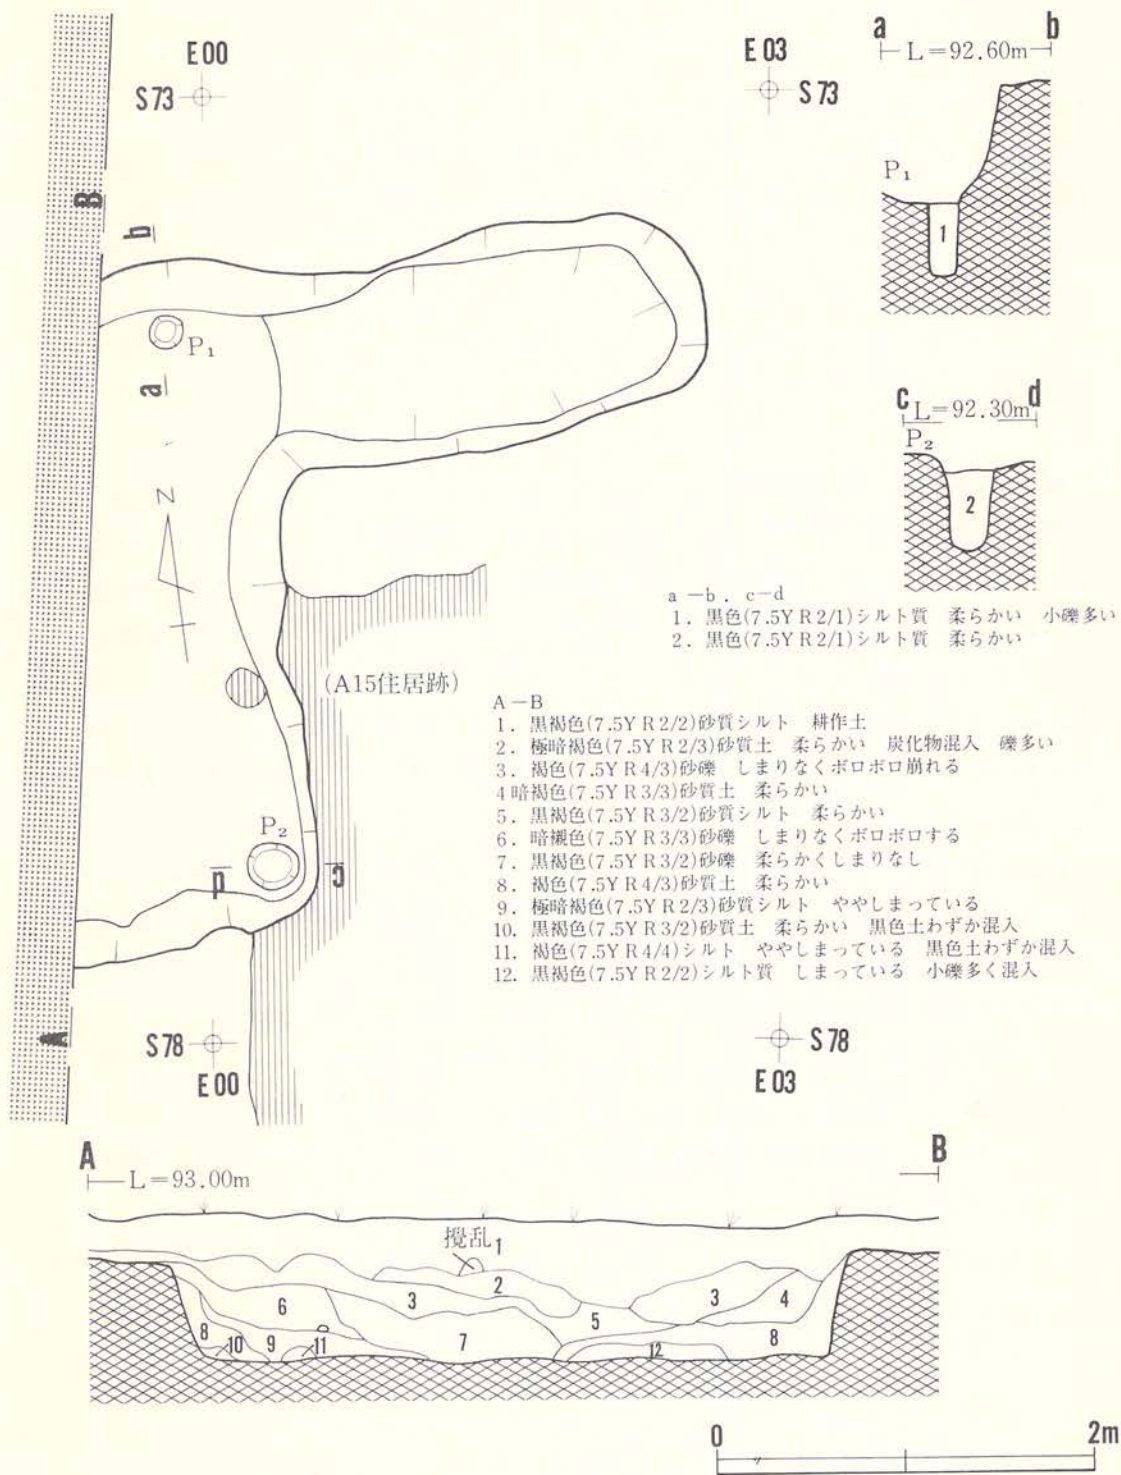 E 00
S 73
E 03
S 73
a b
L=92.60m
P₁
1
B
b
P₁
a
N
c d
L=92.30m
P₂
2
a－b．c－d
1．黒色(7.5YR2/1)シルト質　柔らかい　小礫多い
2．黒色(7.5YR2/1)シルト質　柔らかい
(A15住居跡)
A－B
1．黒褐色(7.5YR2/2)砂質シルト　耕作土
2．極暗褐色(7.5YR2/3)砂質土　柔らかい　炭化物混入　礫多い
3．褐色(7.5YR4/3)砂礫　しまりなくボロボロ崩れる
4 暗褐色(7.5YR3/3)砂質土　柔らかい
5．黒褐色(7.5YR3/2)砂質シルト　柔らかい
6．暗襯色(7.5YR3/3)砂礫　しまりなくボロボロする
7．黒褐色(7.5YR3/2)砂礫　柔らかくしまりなし
8．褐色(7.5YR4/3)砂質土　柔らかい
9．極暗褐色(7.5YR2/3)砂質シルト　ややしまっている
10．黒褐色(7.5YR3/2)砂質土　柔らかい　黒色土わずか混入
11．褐色(7.5YR4/4)シルト　ややしまっている　黒色土わずか混入
12．黒褐色(7.5YR2/2)シルト質　しまっている　小礫多く混入
P₂
d
c
A
S 78
E 00
S 78
E 03
A B
L=93.00m
攪乱 1
2
3
3
4
5
6
7
8
8
9
10
11
12
0 2m